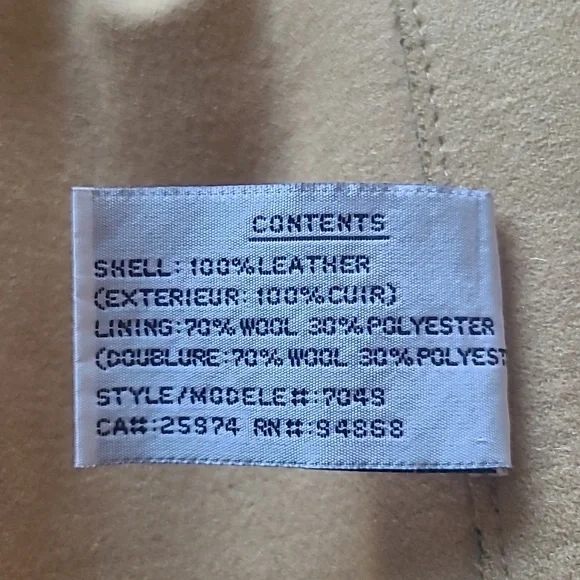 CONTENTS
SHELL: 100% LEATHER
(EXTERIEUR: 100% CUIR)
LINING: 70% WOOL 30% POLYESTER
(DOUBLURE: 70% WOOL 30% POLYEST
STYLE/MODELE#: 7049
CA#: 25974 RN#: 94868